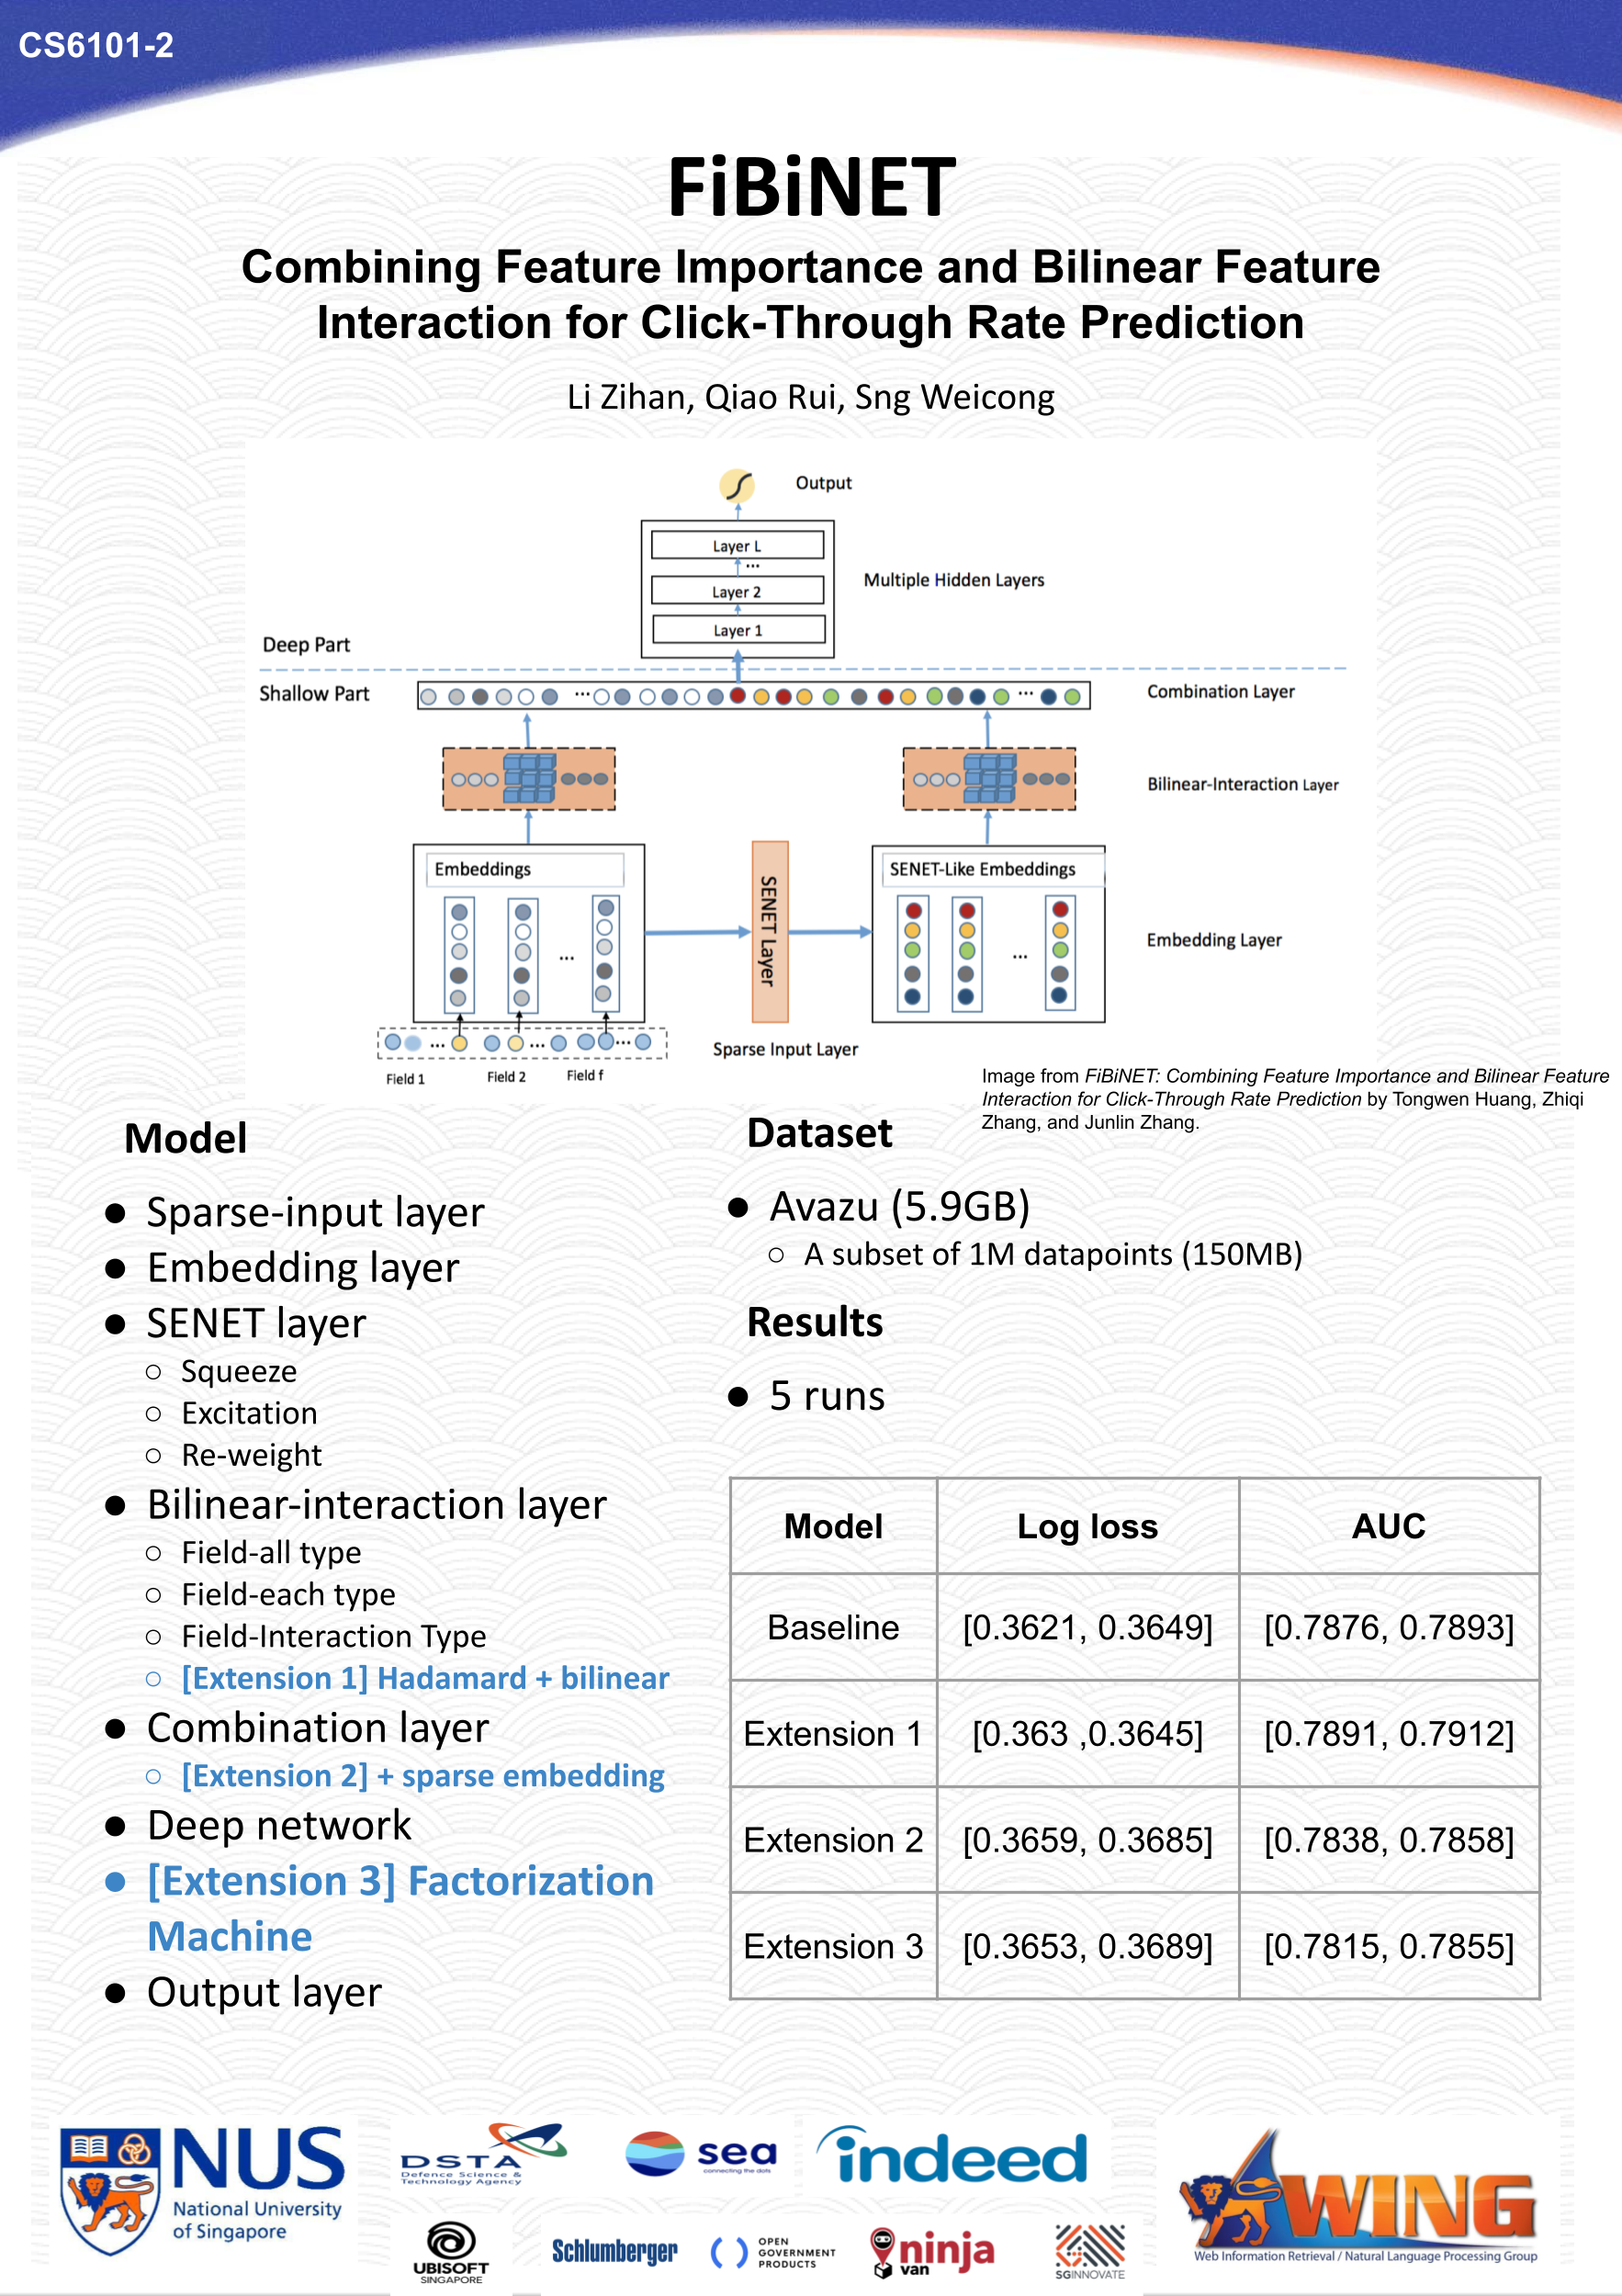 CS6101-2
FiBiNET
Combining Feature Importance and Bilinear Feature
Interaction for Click-Through Rate Prediction
Li Zihan, Qiao Rui, Sng Weicong
Output
Layer L
...
Layer 2
Layer 1
Multiple Hidden Layers
Deep Part
Shallow Part
...
...
Combination Layer
Bilinear-Interaction Layer
Embeddings
...
SENET Layer
SENET-Like Embeddings
...
Embedding Layer
... ... ...
Sparse Input Layer
Field 1
Field 2
Field f
Image from FiBiNET: Combining Feature Importance and Bilinear Feature
Interaction for Click-Through Rate Prediction by Tongwen Huang, Zhiqi
Zhang, and Junlin Zhang.
Model
● Sparse-input layer
● Embedding layer
● SENET layer
○ Squeeze
○ Excitation
○ Re-weight
● Bilinear-interaction layer
○ Field-all type
○ Field-each type
○ Field-Interaction Type
○ [Extension 1] Hadamard + bilinear
● Combination layer
○ [Extension 2] + sparse embedding
● Deep network
● [Extension 3] Factorization
Machine
● Output layer
Dataset
● Avazu (5.9GB)
○ A subset of 1M datapoints (150MB)
Results
● 5 runs
Model Log loss AUC
Baseline [0.3621, 0.3649] [0.7876, 0.7893]
Extension 1 [0.363 ,0.3645] [0.7891, 0.7912]
Extension 2 [0.3659, 0.3685] [0.7838, 0.7858]
Extension 3 [0.3653, 0.3689] [0.7815, 0.7855]
NUS
National University
of Singapore
DSTA
Defence Science &
Technology Agency
sea
connecting the dots
indeed
UBISOFT
SINGAPORE
Schlumberger
OPEN
GOVERNMENT
PRODUCTS
ninja
van
SGINNOVATE
WING
Web Information Retrieval / Natural Language Processing Group